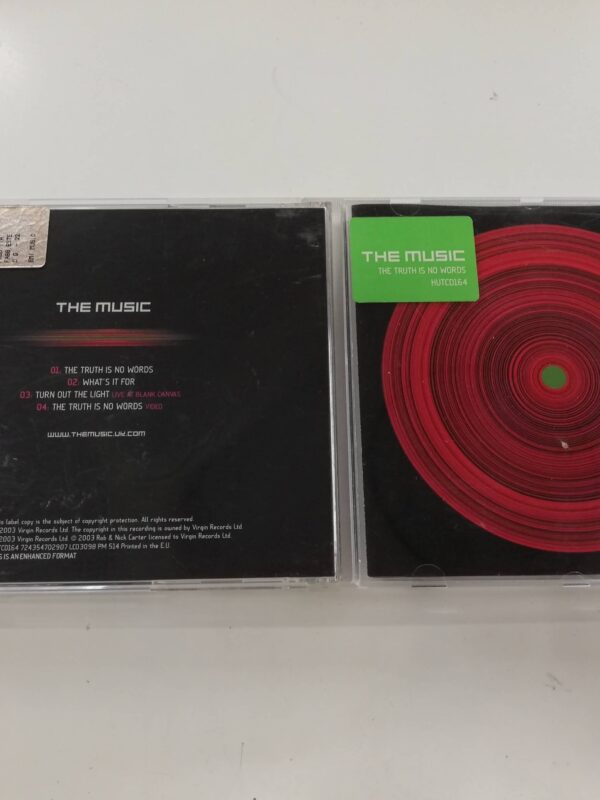 THE MUSIC
01. THE TRUTH IS NO WORDS
02. WHAT'S IT FOR
03. TURN OUT THE LIGHT LIVE @ BLANK CANVAS
04. THE TRUTH IS NO WORDS VIDEO
www.THEMUSIC.UK.COM
label copy is the subject of copyright protection. All rights reserved.
2003 Virgin Records Ltd. The copyright in this recording is owned by Virgin Records Ltd.
2003 Virgin Records Ltd. © 2003 Rob & Nick Carter licensed to Virgin Records Ltd.
724354702907 LCD3098 PM 514 Printed in the E.U.
IS AN ENHANCED FORMAT
THE MUSIC
THE TRUTH IS NO WORDS
HUTCD164